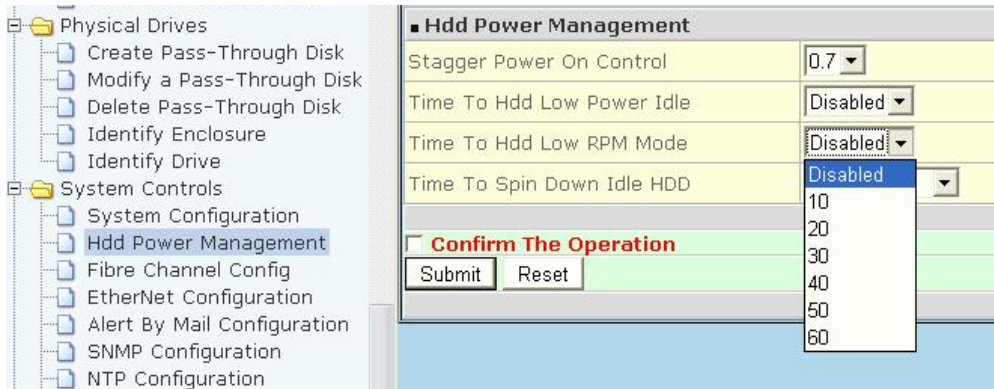 Physical Drives
Create Pass-Through Disk
Modify a Pass-Through Disk
Delete Pass-Through Disk
Identify Enclosure
Identify Drive
System Controls
System Configuration
Hdd Power Management
Fibre Channel Config
EtherNet Configuration
Alert By Mail Configuration
SNMP Configuration
NTP Configuration
Hdd Power Management
Stagger Power On Control
0.7
Time To Hdd Low Power Idle
Disabled
Time To Hdd Low RPM Mode
Disabled
Time To Spin Down Idle HDD
Disabled
10
20
30
40
50
60
Confirm The Operation
Submit Reset